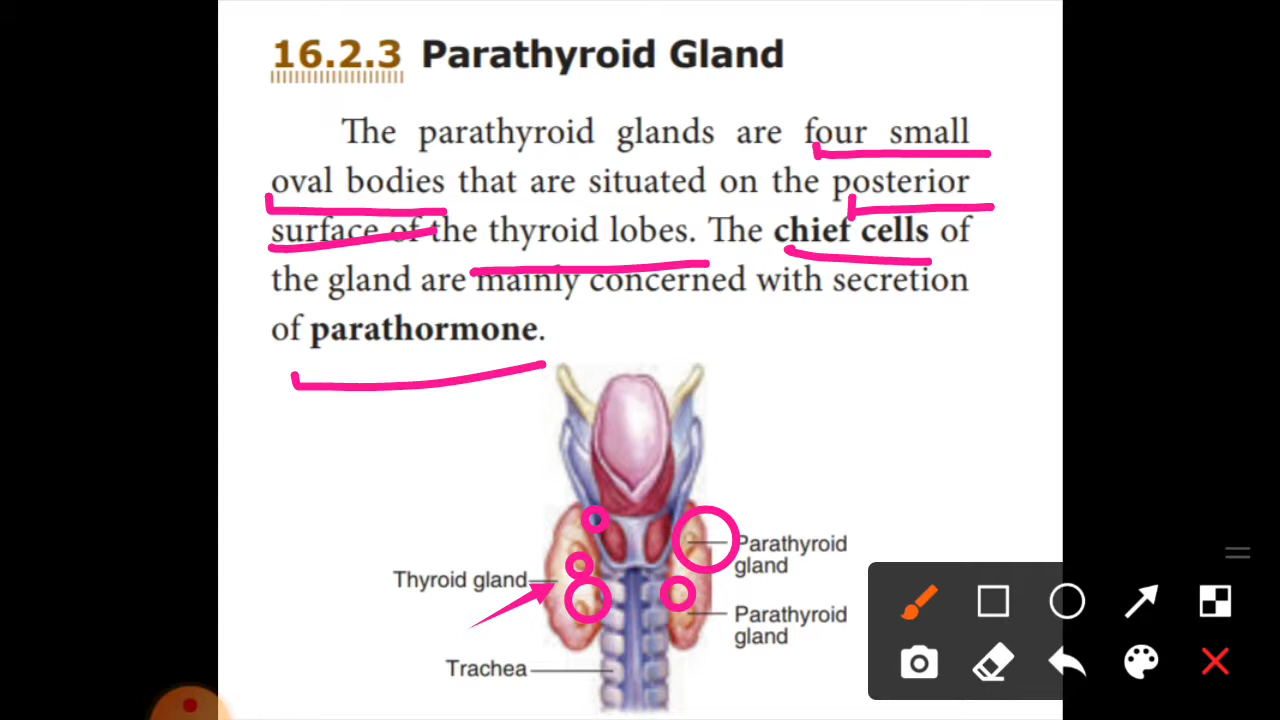 16.2.3 Parathyroid Gland
The parathyroid glands are four small
oval bodies that are situated on the posterior
surface of the thyroid lobes. The chief cells of
the gland are mainly concerned with secretion
of parathormone.
Parathyroid
gland
Thyroid gland
Parathyroid
gland
Trachea